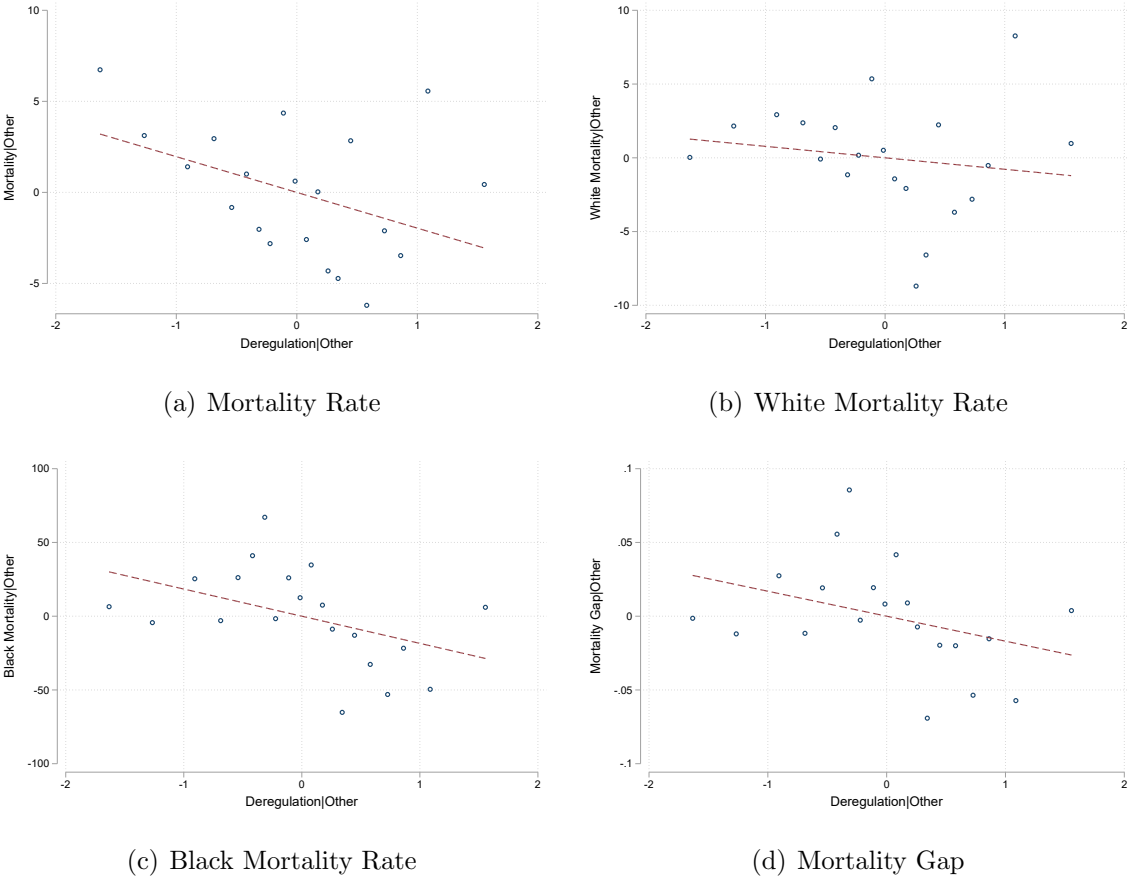 10
5
0
-5
Mortality|Other
-2 -1 0 1 2
Deregulation|Other
(a) Mortality Rate
10
5
0
-5
-10
White Mortality|Other
-2 -1 0 1 2
Deregulation|Other
(b) White Mortality Rate
100
50
0
-50
-100
Black Mortality|Other
-2 -1 0 1 2
Deregulation|Other
(c) Black Mortality Rate
.1
.05
0
-.05
-.1
Mortality Gap|Other
-2 -1 0 1 2
Deregulation|Other
(d) Mortality Gap